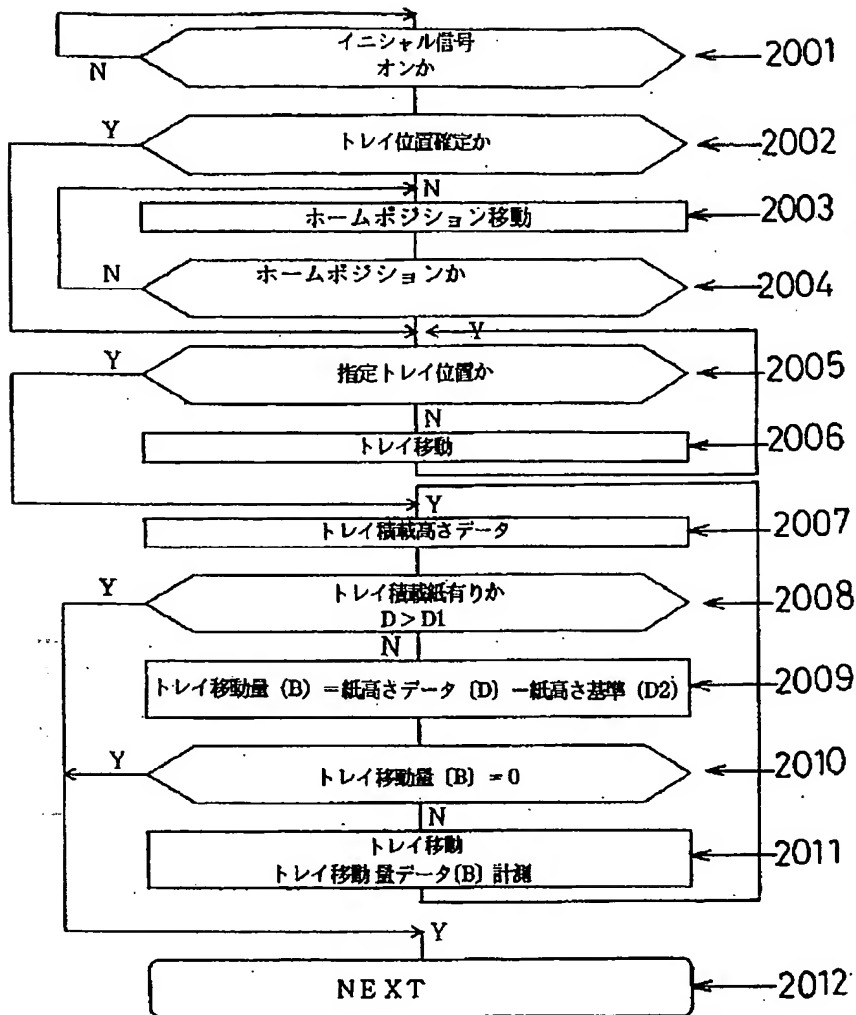 イニシャル信号
オンか
N
2001
Y
トレイ位置確定か
2002
N
ホームポジション移動
2003
N
ホームポジションか
2004
Y
Y
指定トレイ位置か
2005
N
トレイ移動
2006
Y
トレイ積載高さデータ
2007
Y
トレイ積載紙有りか
D > D1
2008
N
トレイ移動量 (B) =紙高さデータ [D] -紙高さ基準 (D2)
2009
Y
トレイ移動量 [B] = 0
2010
N
トレイ移動
トレイ移動量データ[B] 計測
2011
Y
NEXT
2012